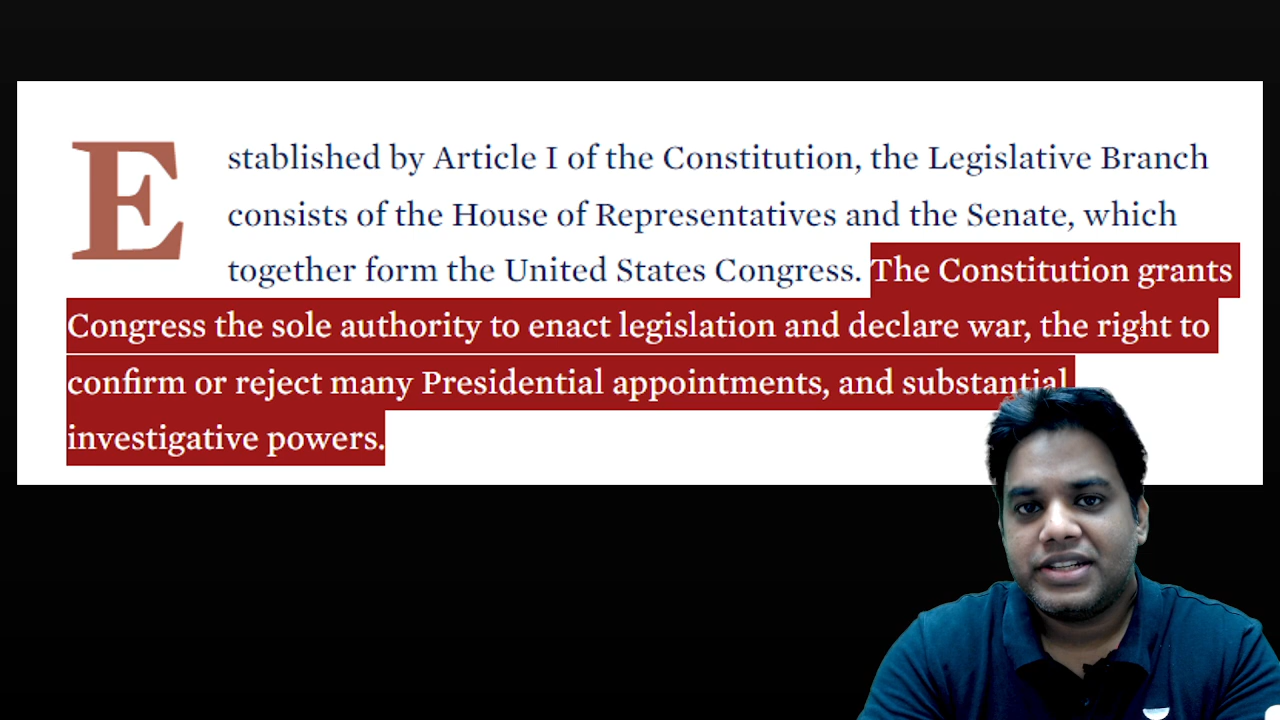 Established by Article I of the Constitution, the Legislative Branch
consists of the House of Representatives and the Senate, which
together form the United States Congress. The Constitution grants
Congress the sole authority to enact legislation and declare war, the right to
confirm or reject many Presidential appointments, and substantial
investigative powers.